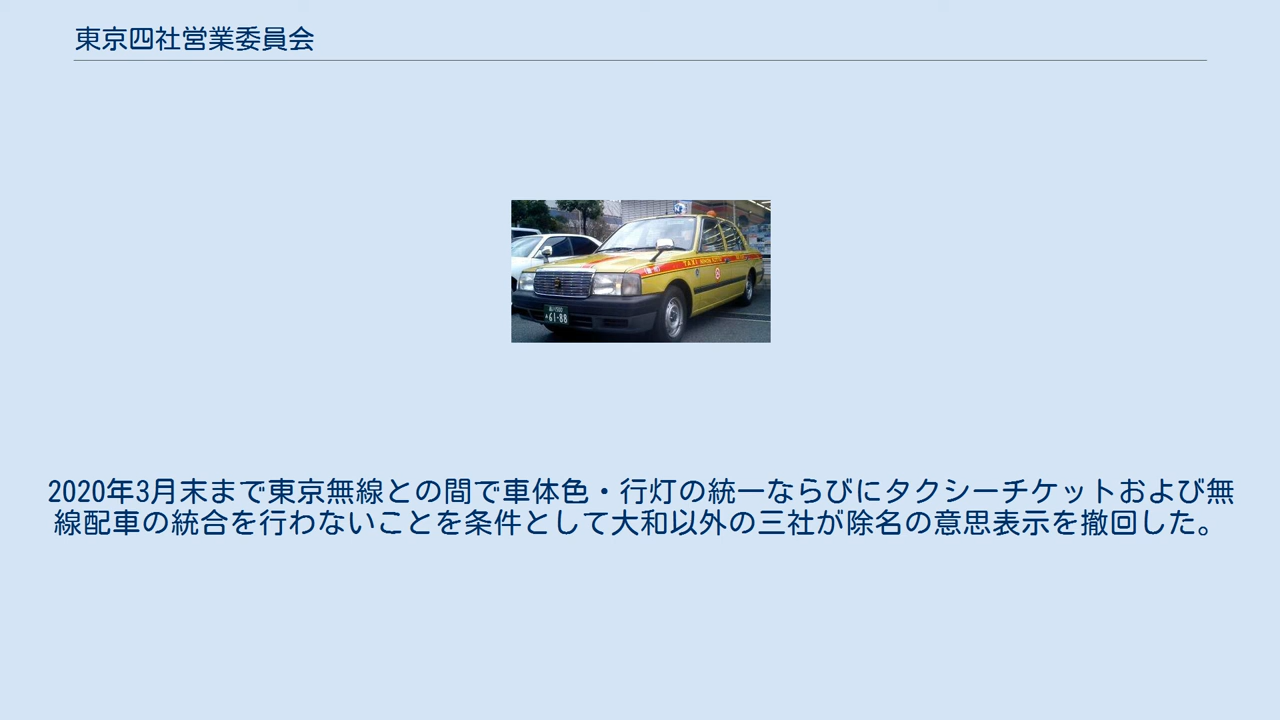 東京四社営業委員会
61-88
2020年3月末まで東京無線との間で車体色・行灯の統一ならびにタクシーチケットおよび無
線配車の統合を行わないことを条件として大和以外の三社が除名の意思表示を撤回した。